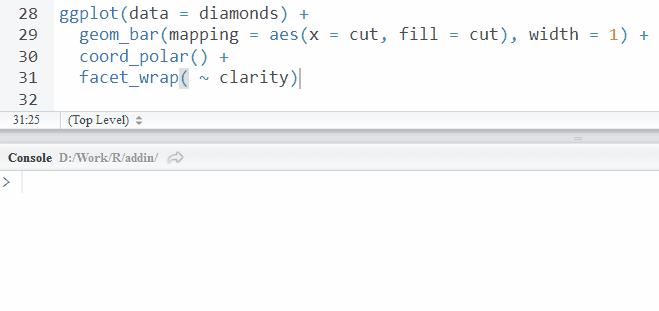 28 ggplot(data = diamonds) +
29 geom_bar(mapping = aes(x = cut, fill = cut), width = 1) +
30 coord_polar() +
31 facet_wrap( ~ clarity)
32
31:25 (Top Level)
Console D:/Work/R/addin/
>